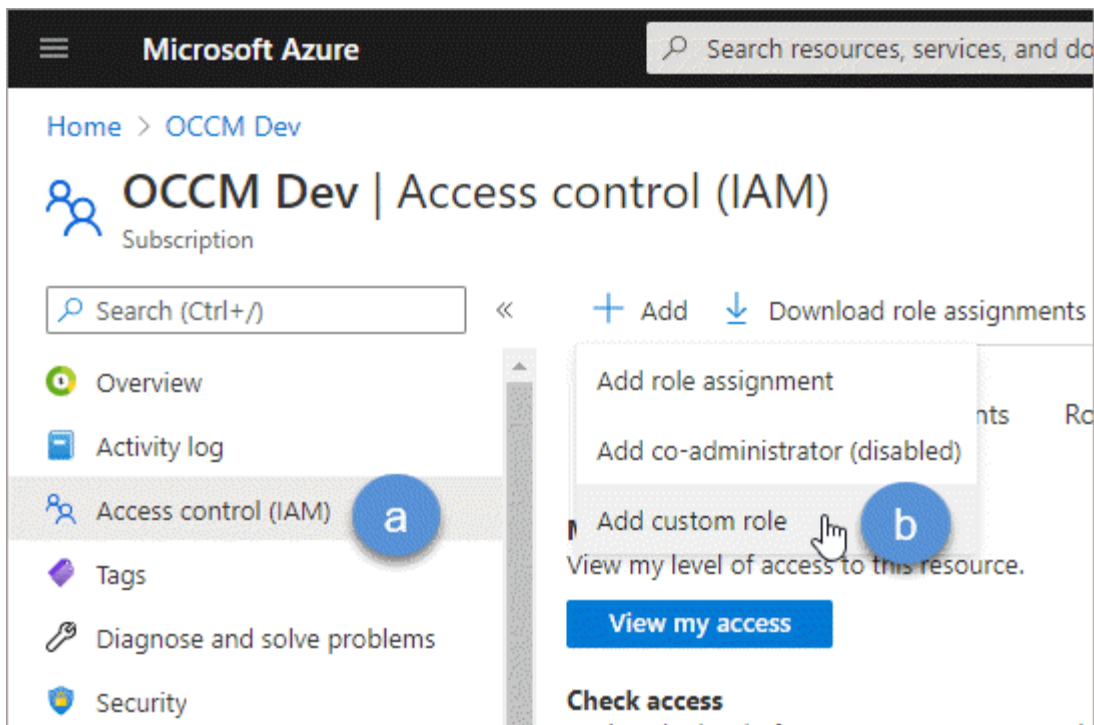 Microsoft Azure
Search resources, services, and do
Home > OCCM Dev
OCCM Dev | Access control (IAM)
Subscription
Search (Ctrl+/)
«
+ Add
Download role assignments
Overview
Activity log
Access control (IAM)
a
Tags
Diagnose and solve problems
Security
Add role assignment
nts
Ro
Add co-administrator (disabled)
Add custom role
b
M
View my level of access to this resource.
View my access
Check access